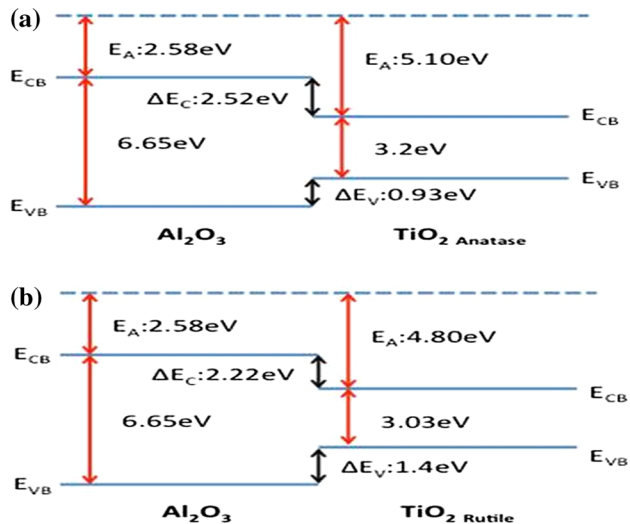 (a)
E_A:2.58eV
E_A:5.10eV
E_CB
ΔE_C:2.52eV
E_CB
6.65eV
3.2eV
E_VB
ΔE_V:0.93eV
E_VB
Al₂O₃
TiO₂ Anatase
(b)
E_A:2.58eV
E_A:4.80eV
E_CB
ΔE_C:2.22eV
E_CB
6.65eV
3.03eV
E_VB
ΔE_V:1.4eV
E_VB
Al₂O₃
TiO₂ Rutile